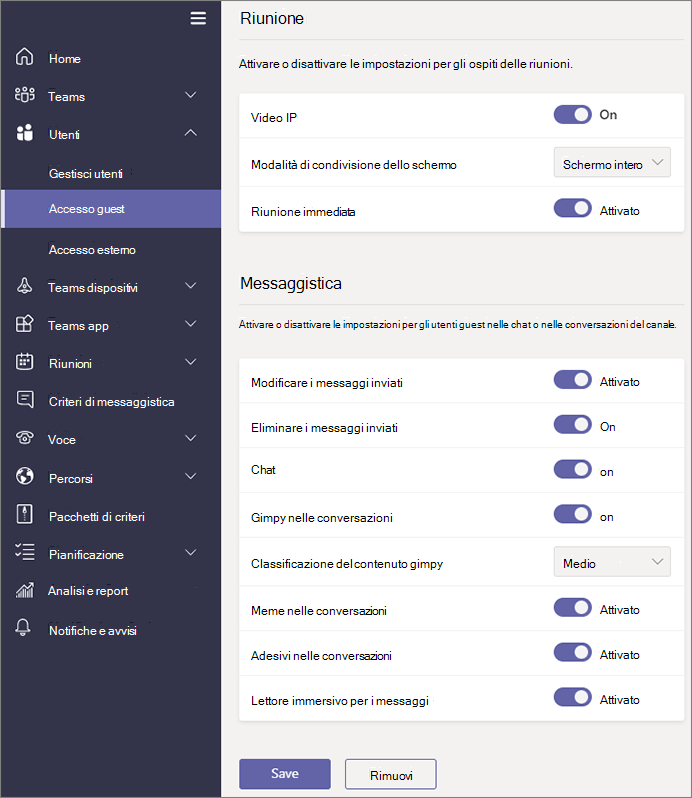 Home
Teams
Utenti
Gestisci utenti
Accesso guest
Accesso esterno
Teams dispositivi
Teams app
Riunioni
Criteri di messaggistica
Voce
Percorsi
Pacchetti di criteri
Pianificazione
Analisi e report
Notifiche e avvisi
Riunione
Attivare o disattivare le impostazioni per gli ospiti delle riunioni.
Video IP On
Modalità di condivisione dello schermo Schermo intero
Riunione immediata Attivato
Messaggistica
Attivare o disattivare le impostazioni per gli utenti guest nelle chat o nelle conversazioni del canale.
Modificare i messaggi inviati Attivato
Eliminare i messaggi inviati On
Chat on
Gimpy nelle conversazioni on
Classificazione del contenuto gimpy Medio
Meme nelle conversazioni Attivato
Adesivi nelle conversazioni Attivato
Lettore immersivo per i messaggi Attivato
Save Rimuovi